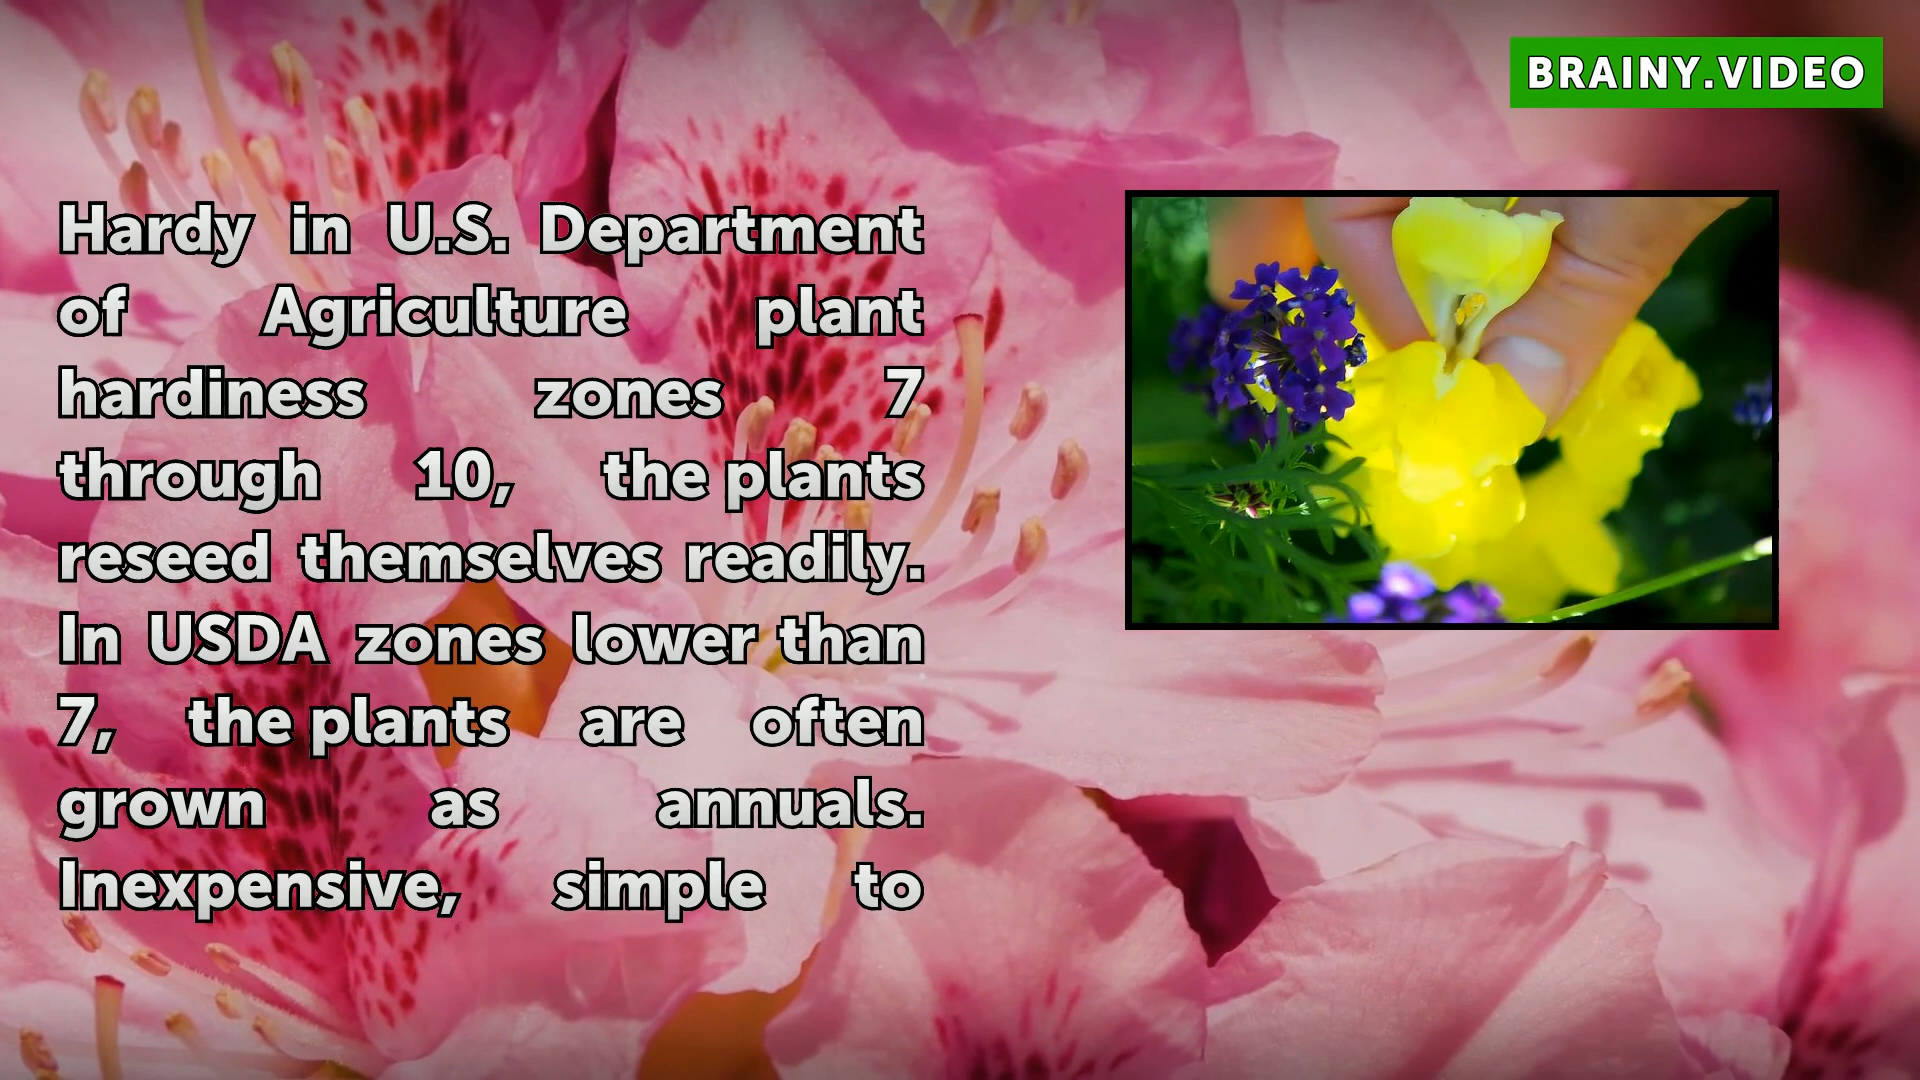 BRAINY.VIDEO
Hardy in U.S. Department
of Agriculture plant
hardiness zones 7
through 10, the plants
reseed themselves readily.
In USDA zones lower than
7, the plants are often
grown as annuals.
Inexpensive, simple to